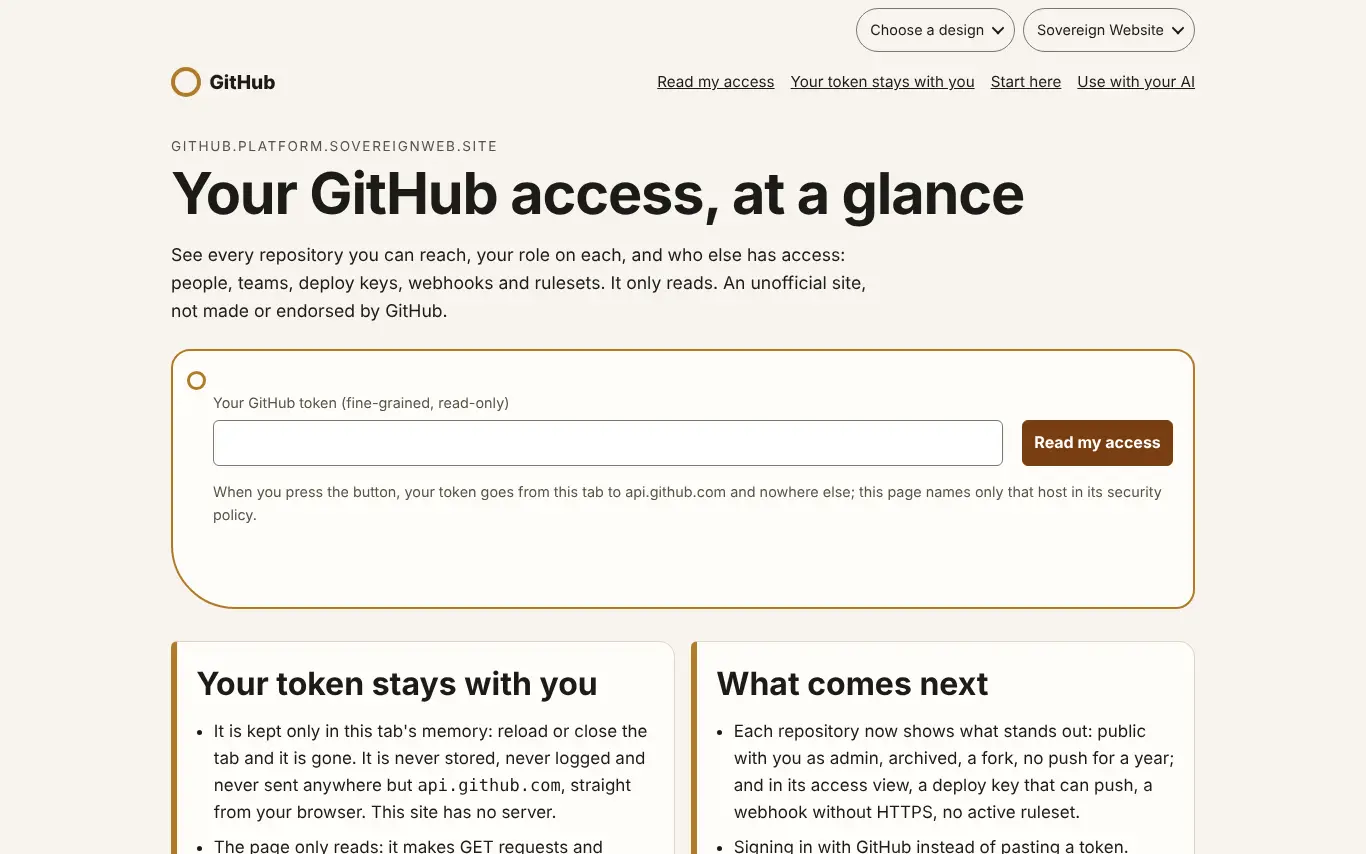 Choose a design
Sovereign Website
GitHub
Read my access
Your token stays with you
Start here
Use with your AI
GITHUB.PLATFORM.SOVEREIGNWEB.SITE
Your GitHub access, at a glance
See every repository you can reach, your role on each, and who else has access:
people, teams, deploy keys, webhooks and rulesets. It only reads. An unofficial site,
not made or endorsed by GitHub.
Your GitHub token (fine-grained, read-only)
Read my access
When you press the button, your token goes from this tab to api.github.com and nowhere else; this page names only that host in its security
policy.
Your token stays with you
• It is kept only in this tab's memory: reload or close the
tab and it is gone. It is never stored, never logged and
never sent anywhere but api.github.com, straight
from your browser. This site has no server.
• The page only reads: it makes GET requests and
What comes next
• Each repository now shows what stands out: public
with you as admin, archived, a fork, no push for a year;
and in its access view, a deploy key that can push, a
webhook without HTTPS, no active ruleset.
• Signing in with GitHub instead of pasting a token.